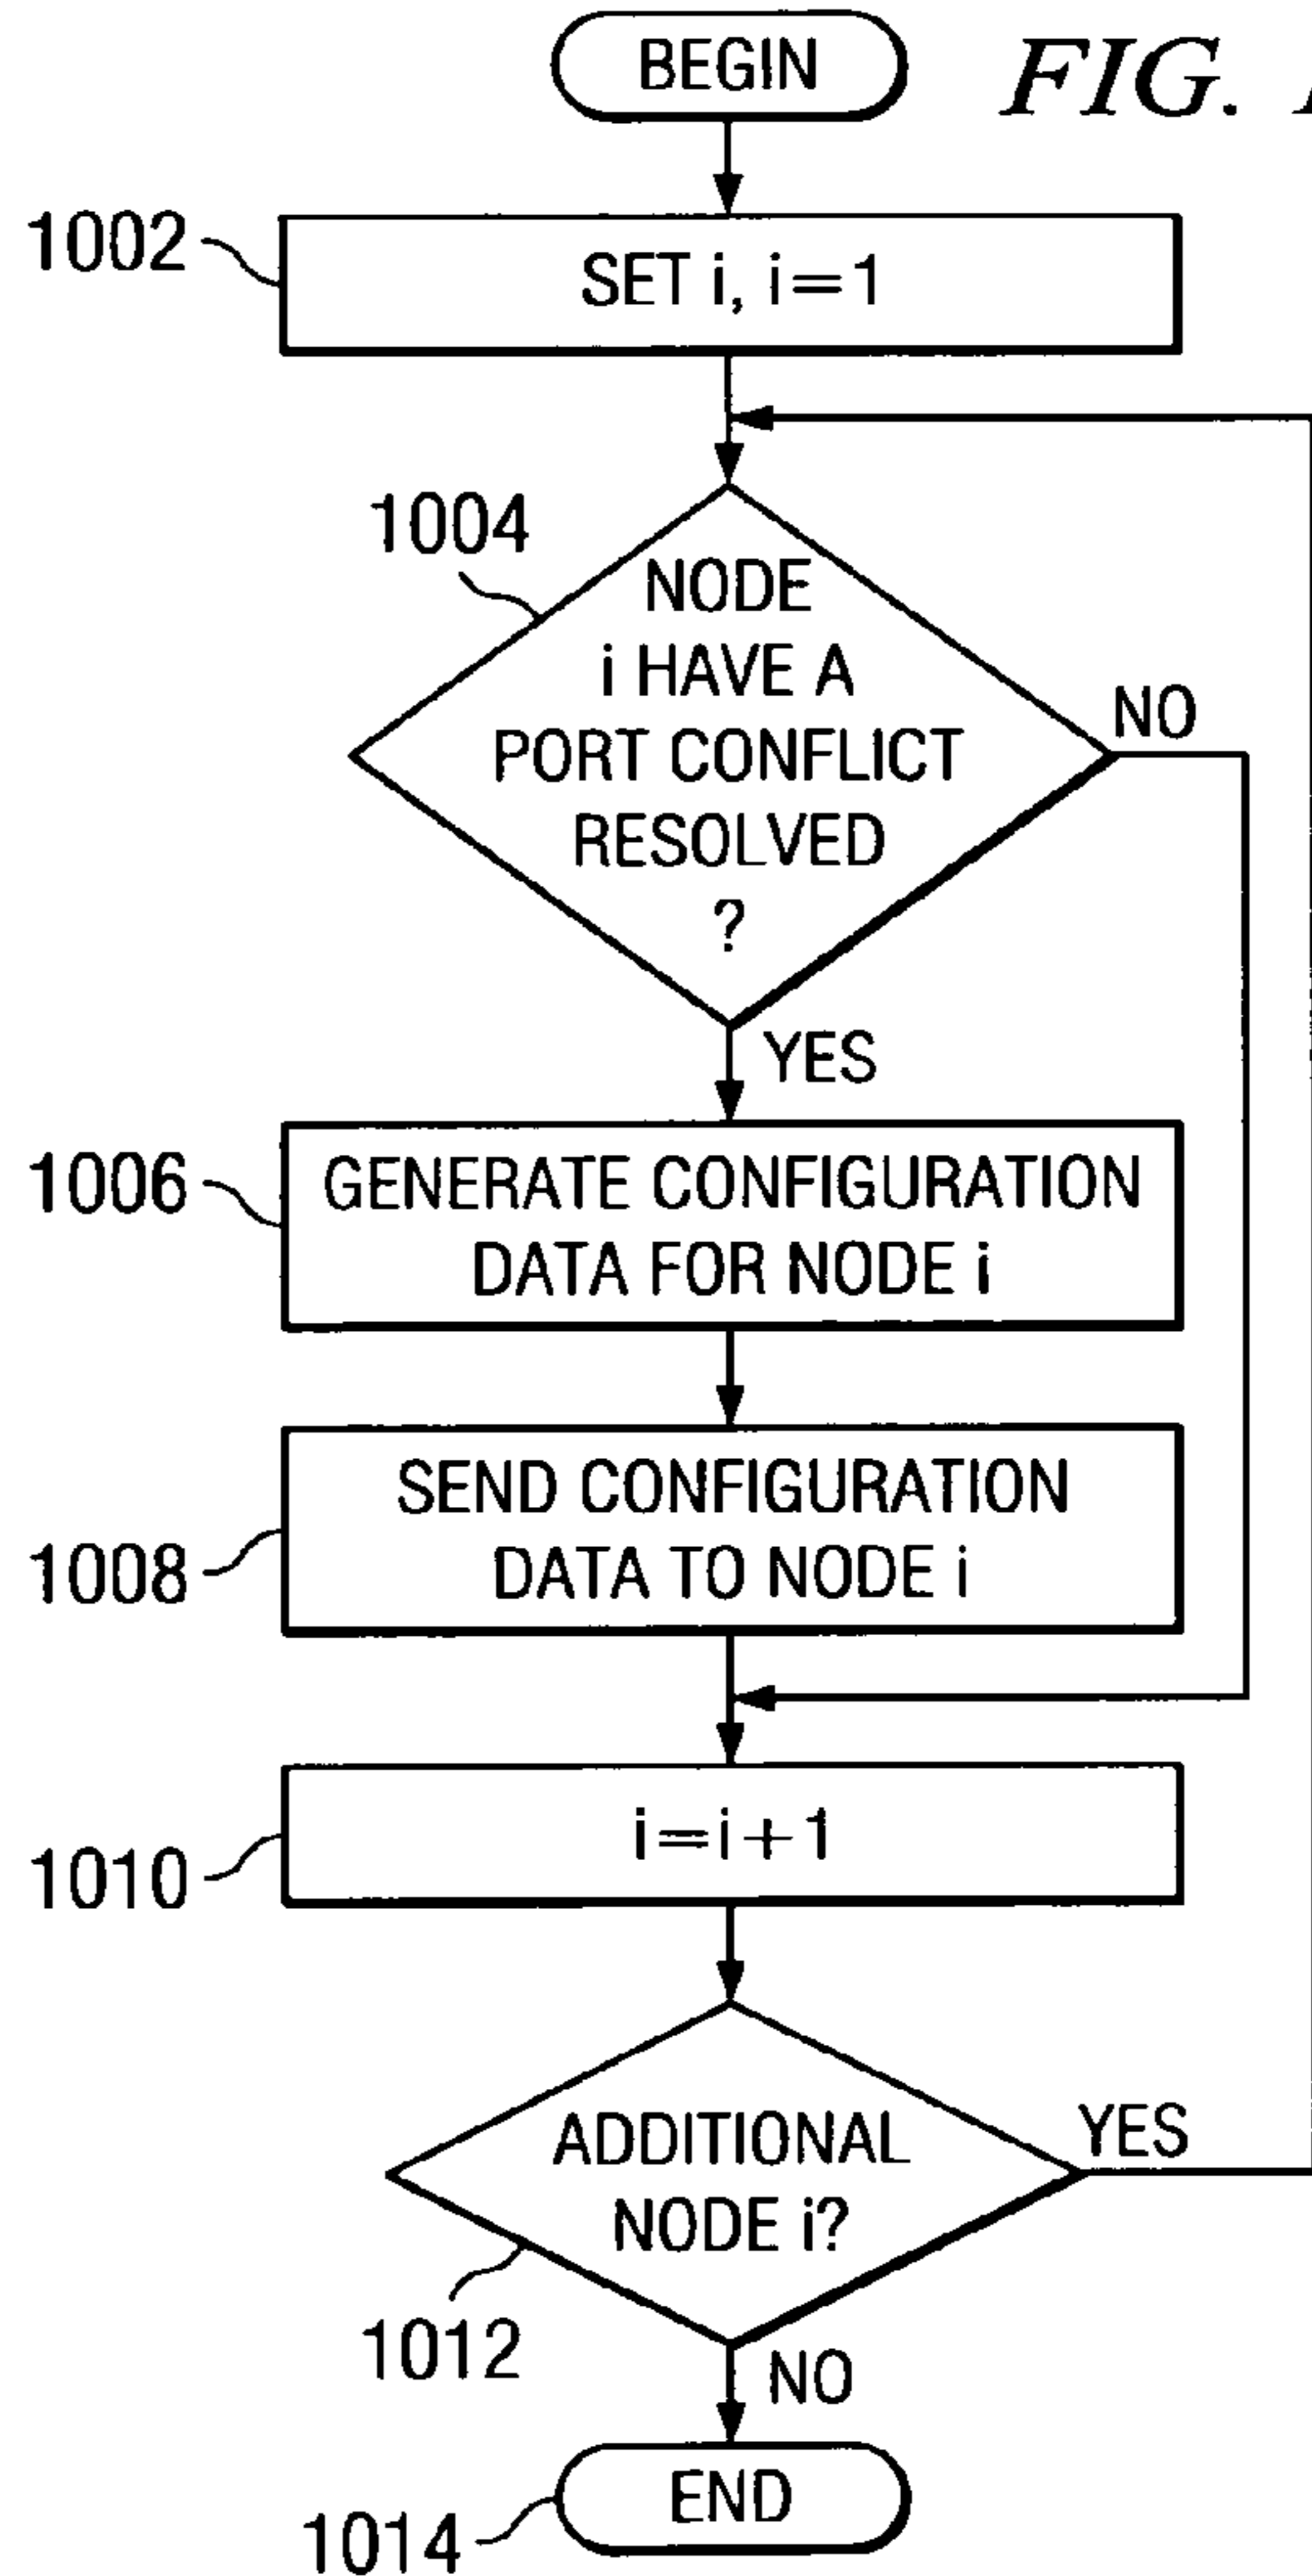 BEGIN
FIG.
1002
SET i, i=1
1004
NODE
i HAVE A
PORT CONFLICT
RESOLVED
?
NO
YES
1006
GENERATE CONFIGURATION
DATA FOR NODE i
1008
SEND CONFIGURATION
DATA TO NODE i
1010
i=i+1
ADDITIONAL
NODE i?
YES
1012
NO
END
1014